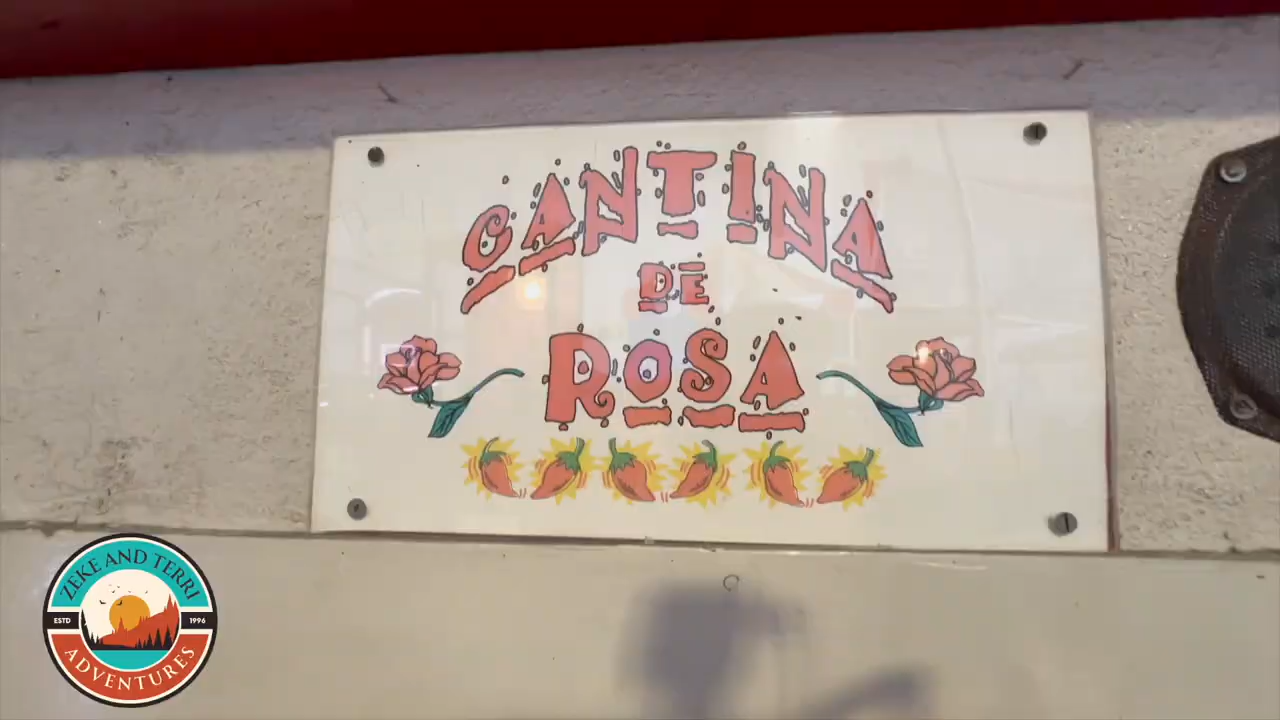 CANTINA
DE
ROSA
ZEKE AND TERRI
ESTD 1996
ADVENTURES